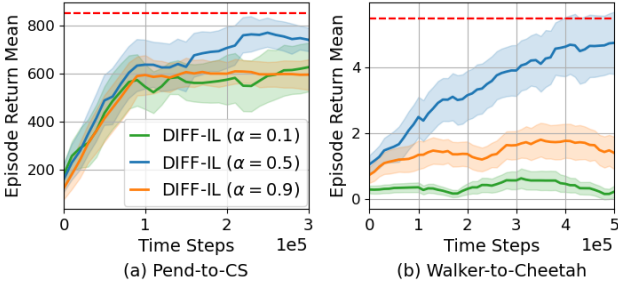 Episode Return Mean
800
600
400
200
DIFF-IL (α = 0.1)
DIFF-IL (α = 0.5)
DIFF-IL (α = 0.9)
0 1 2 3
Time Steps 1e5
(a) Pend-to-CS
Episode Return Mean
4
2
0
0 1 2 3 4 5
Time Steps 1e5
(b) Walker-to-Cheetah